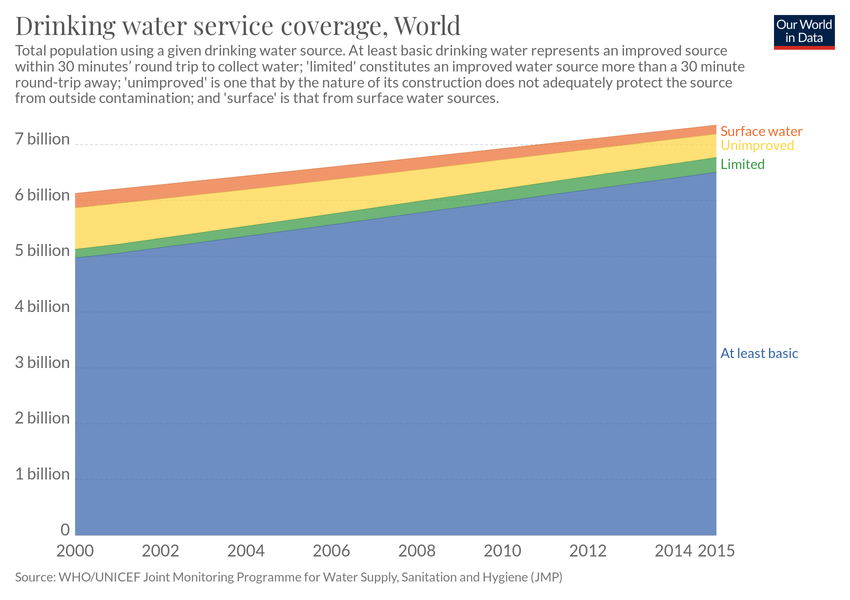 Drinking water service coverage, World
Our World
in Data
Total population using a given drinking water source. At least basic drinking water represents an improved source
within 30 minutes’ round trip to collect water; 'limited' constitutes an improved water source more than a 30 minute
round-trip away; 'unimproved' is one that by the nature of its construction does not adequately protect the source
from outside contamination; and 'surface' is that from surface water sources.
7 billion
6 billion
5 billion
4 billion
3 billion
2 billion
1 billion
0
Surface water
Unimproved
Limited
At least basic
2000 2002 2004 2006 2008 2010 2012 2014 2015
Source: WHO/UNICEF Joint Monitoring Programme for Water Supply, Sanitation and Hygiene (JMP)